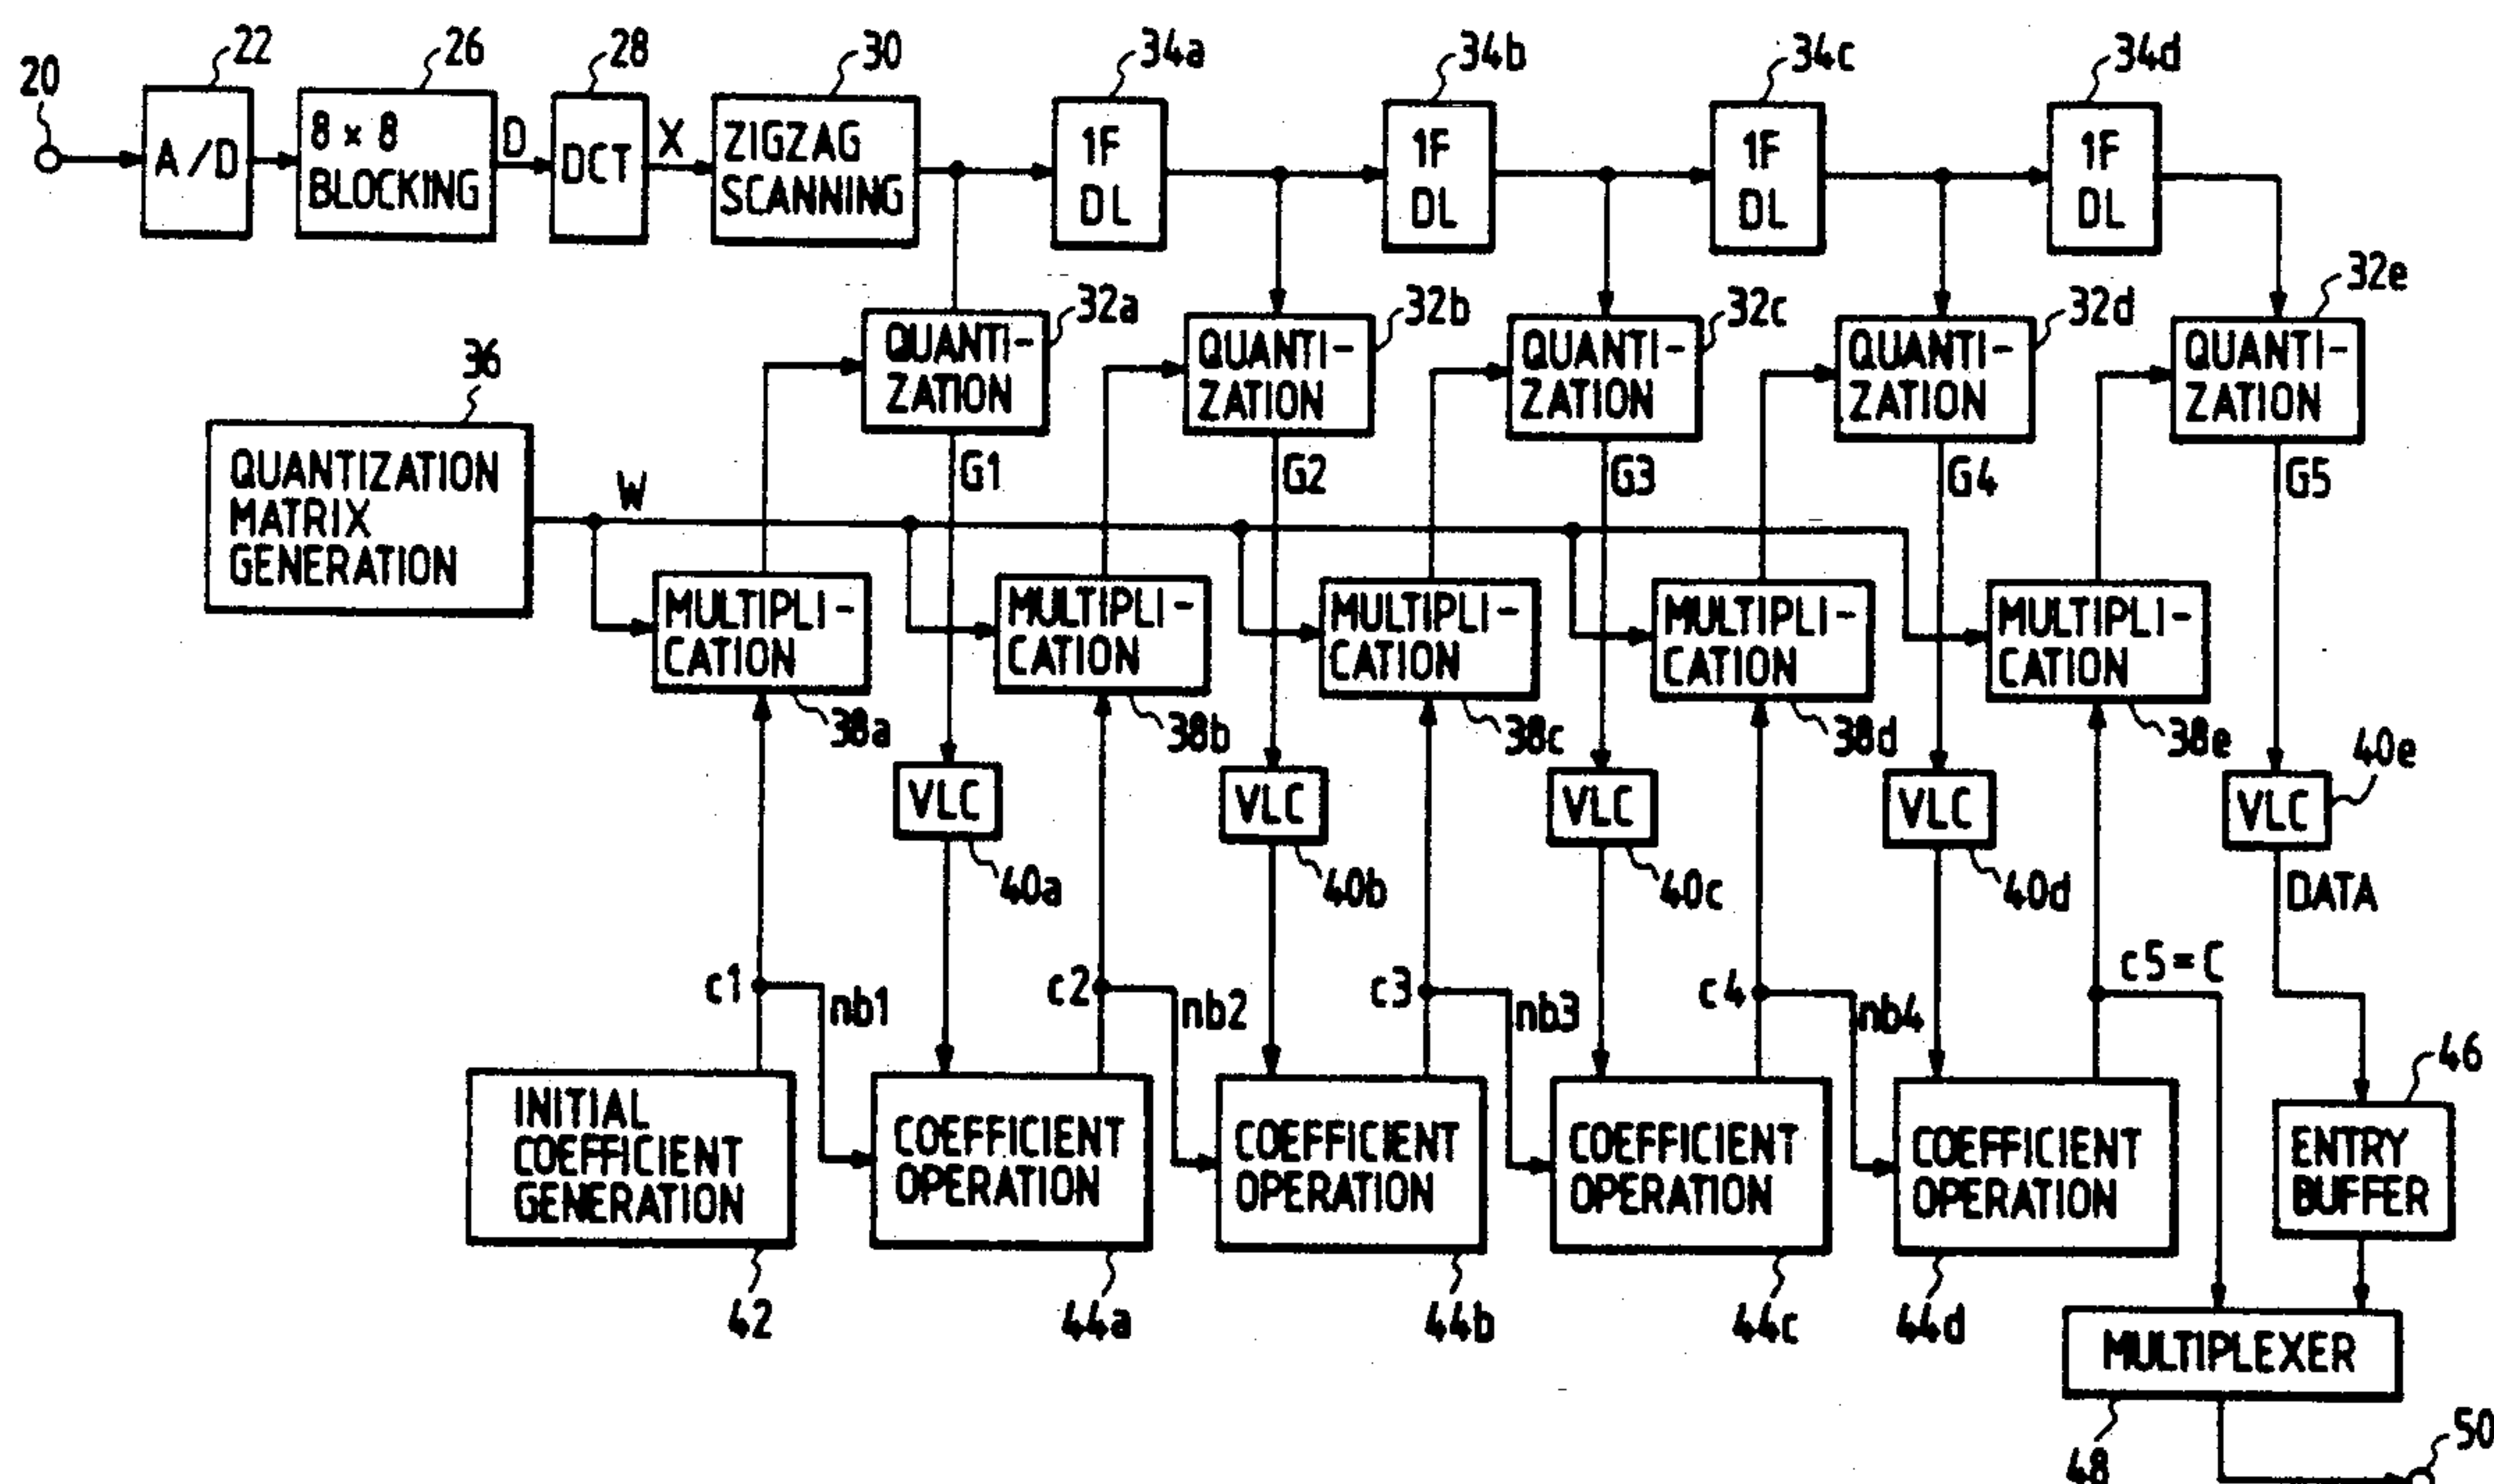 20
22
26
28
30
34a
34b
34c
34d
A/D
8 × 8
BLOCKING
D
DCT
X
ZIGZAG
SCANNING
1F
DL
1F
DL
1F
DL
1F
DL
32a
32b
32c
32d
32e
QUANTI-
ZATION
QUANTI-
ZATION
QUANTI-
ZATION
QUANTI-
ZATION
QUANTI-
ZATION
36
QUANTIZATION
MATRIX
GENERATION
W
G1
G2
G3
G4
G5
MULTIPLI-
CATION
MULTIPLI-
CATION
MULTIPLI-
CATION
MULTIPLI-
CATION
MULTIPLI-
CATION
38a
38b
38c
38d
38e
VLC
VLC
VLC
VLC
VLC
40a
40b
40c
40d
40e
DATA
c1
nb1
c2
nb2
c3
nb3
c4
nb4
c5=C
INITIAL
COEFFICIENT
GENERATION
COEFFICIENT
OPERATION
COEFFICIENT
OPERATION
COEFFICIENT
OPERATION
COEFFICIENT
OPERATION
46
ENTRY
BUFFER
42
44a
44b
44c
44d
MULTIPLEXER
48
50